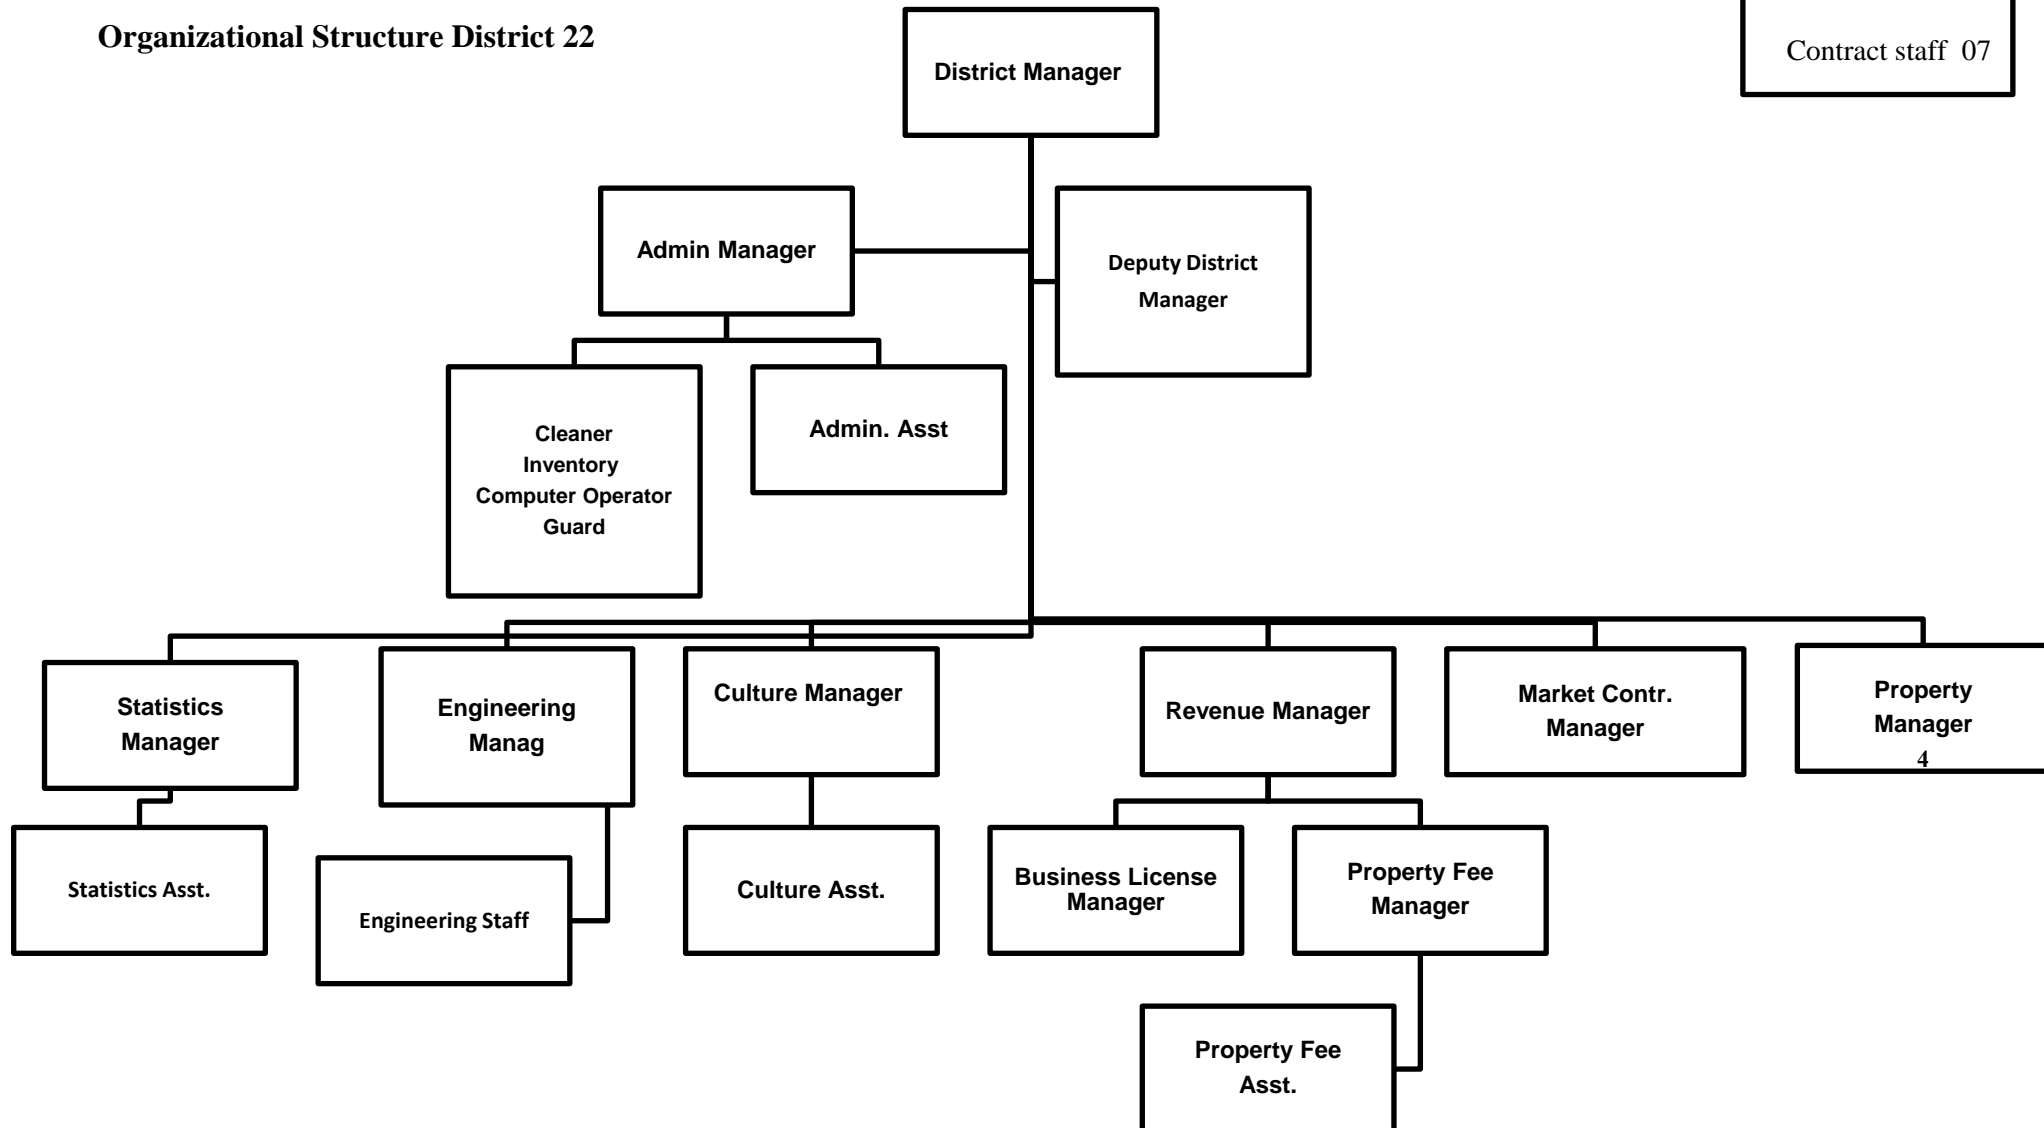 Organizational Structure District 22
Contract staff  07
District Manager
Admin Manager
Deputy District
Manager
Cleaner
Inventory
Computer Operator
Guard
Admin. Asst
Statistics
Manager
Engineering
Manag
Culture Manager
Revenue Manager
Market Contr.
Manager
Property
Manager
4
Statistics Asst.
Engineering Staff
Culture Asst.
Business License
Manager
Property Fee
Manager
Property Fee
Asst.